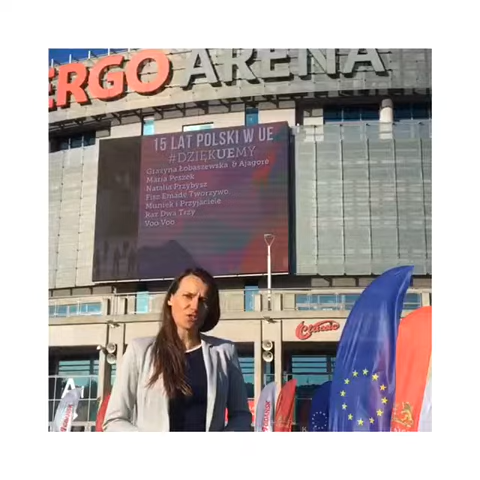 ERGO ARENA
15 LAT POLSKI W UE
#DZIĘKUEMY
Grażyna Łobaszewska & Ajagore
Maria Peszek
Natalia Przybysz
Fisz Emade Tworzywo
Muniek i Przyjaciele
Raz Dwa Trzy
Voo Voo